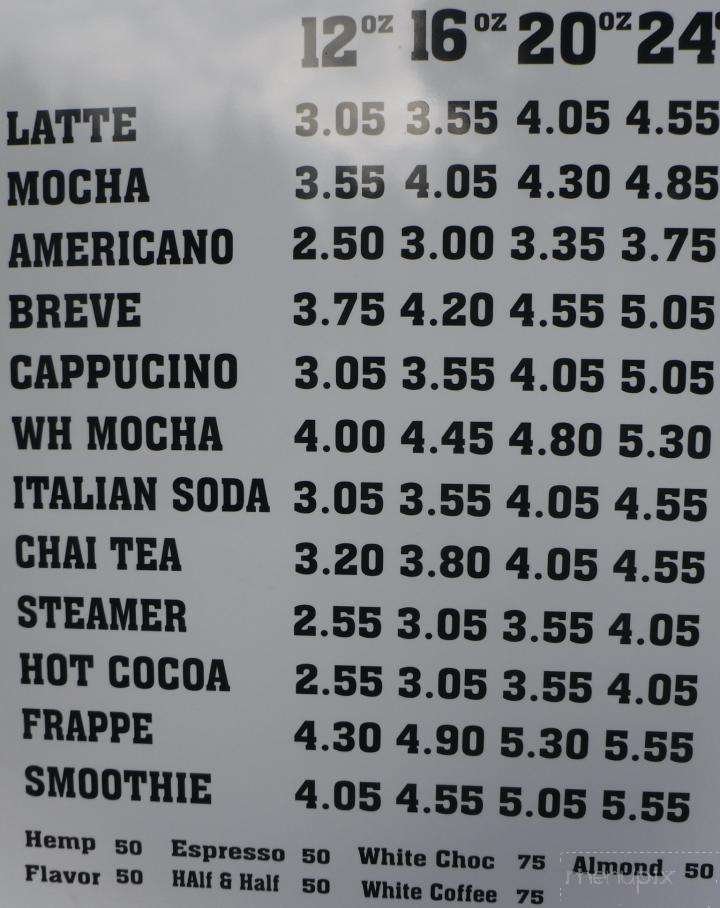 12oz 16oz 20oz 24
LATTE 3.05 3.55 4.05 4.55
MOCHA 3.55 4.05 4.30 4.85
AMERICANO 2.50 3.00 3.35 3.75
BREVE 3.75 4.20 4.55 5.05
CAPPUCINO 3.05 3.55 4.05 5.05
WH MOCHA 4.00 4.45 4.80 5.30
ITALIAN SODA 3.05 3.55 4.05 4.55
CHAI TEA 3.20 3.80 4.05 4.55
STEAMER 2.55 3.05 3.55 4.05
HOT COCOA 2.55 3.05 3.55 4.05
FRAPPE 4.30 4.90 5.30 5.55
SMOOTHIE 4.05 4.55 5.05 5.55
Hemp 50 Espresso 50 White Choc 75 Almond 50
Flavor 50 HAlf & Half 50 White Coffee 75
menupix